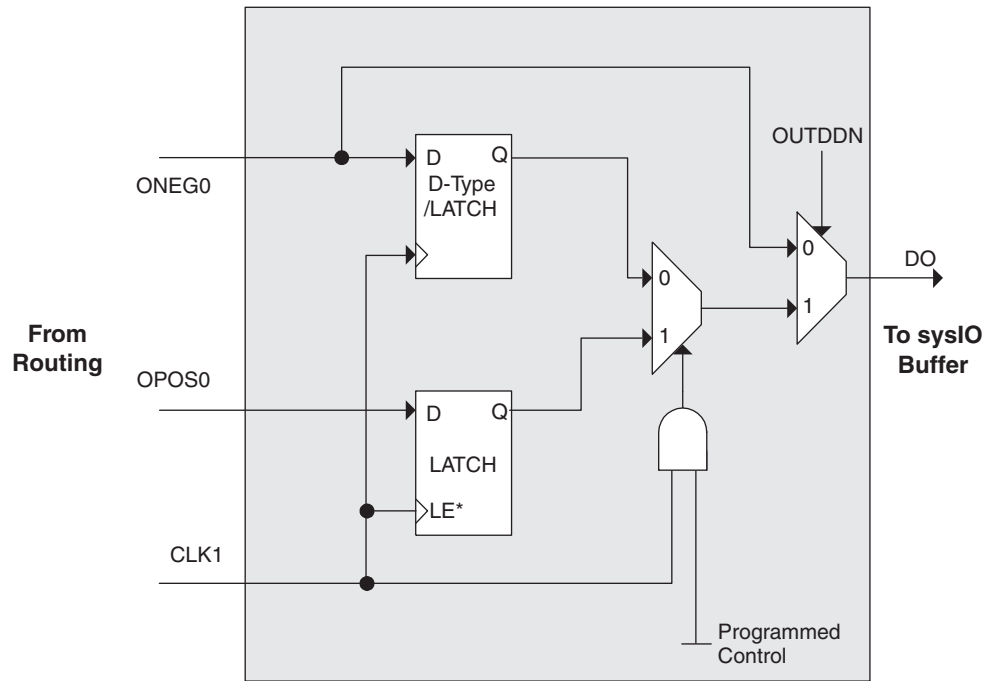 OUTDDN
ONEG0
D
Q
D-Type
/LATCH
0
DO
0
1
From
Routing
1
To sysIO
Buffer
OPOS0
D
Q
LATCH
LE*
CLK1
Programmed
Control